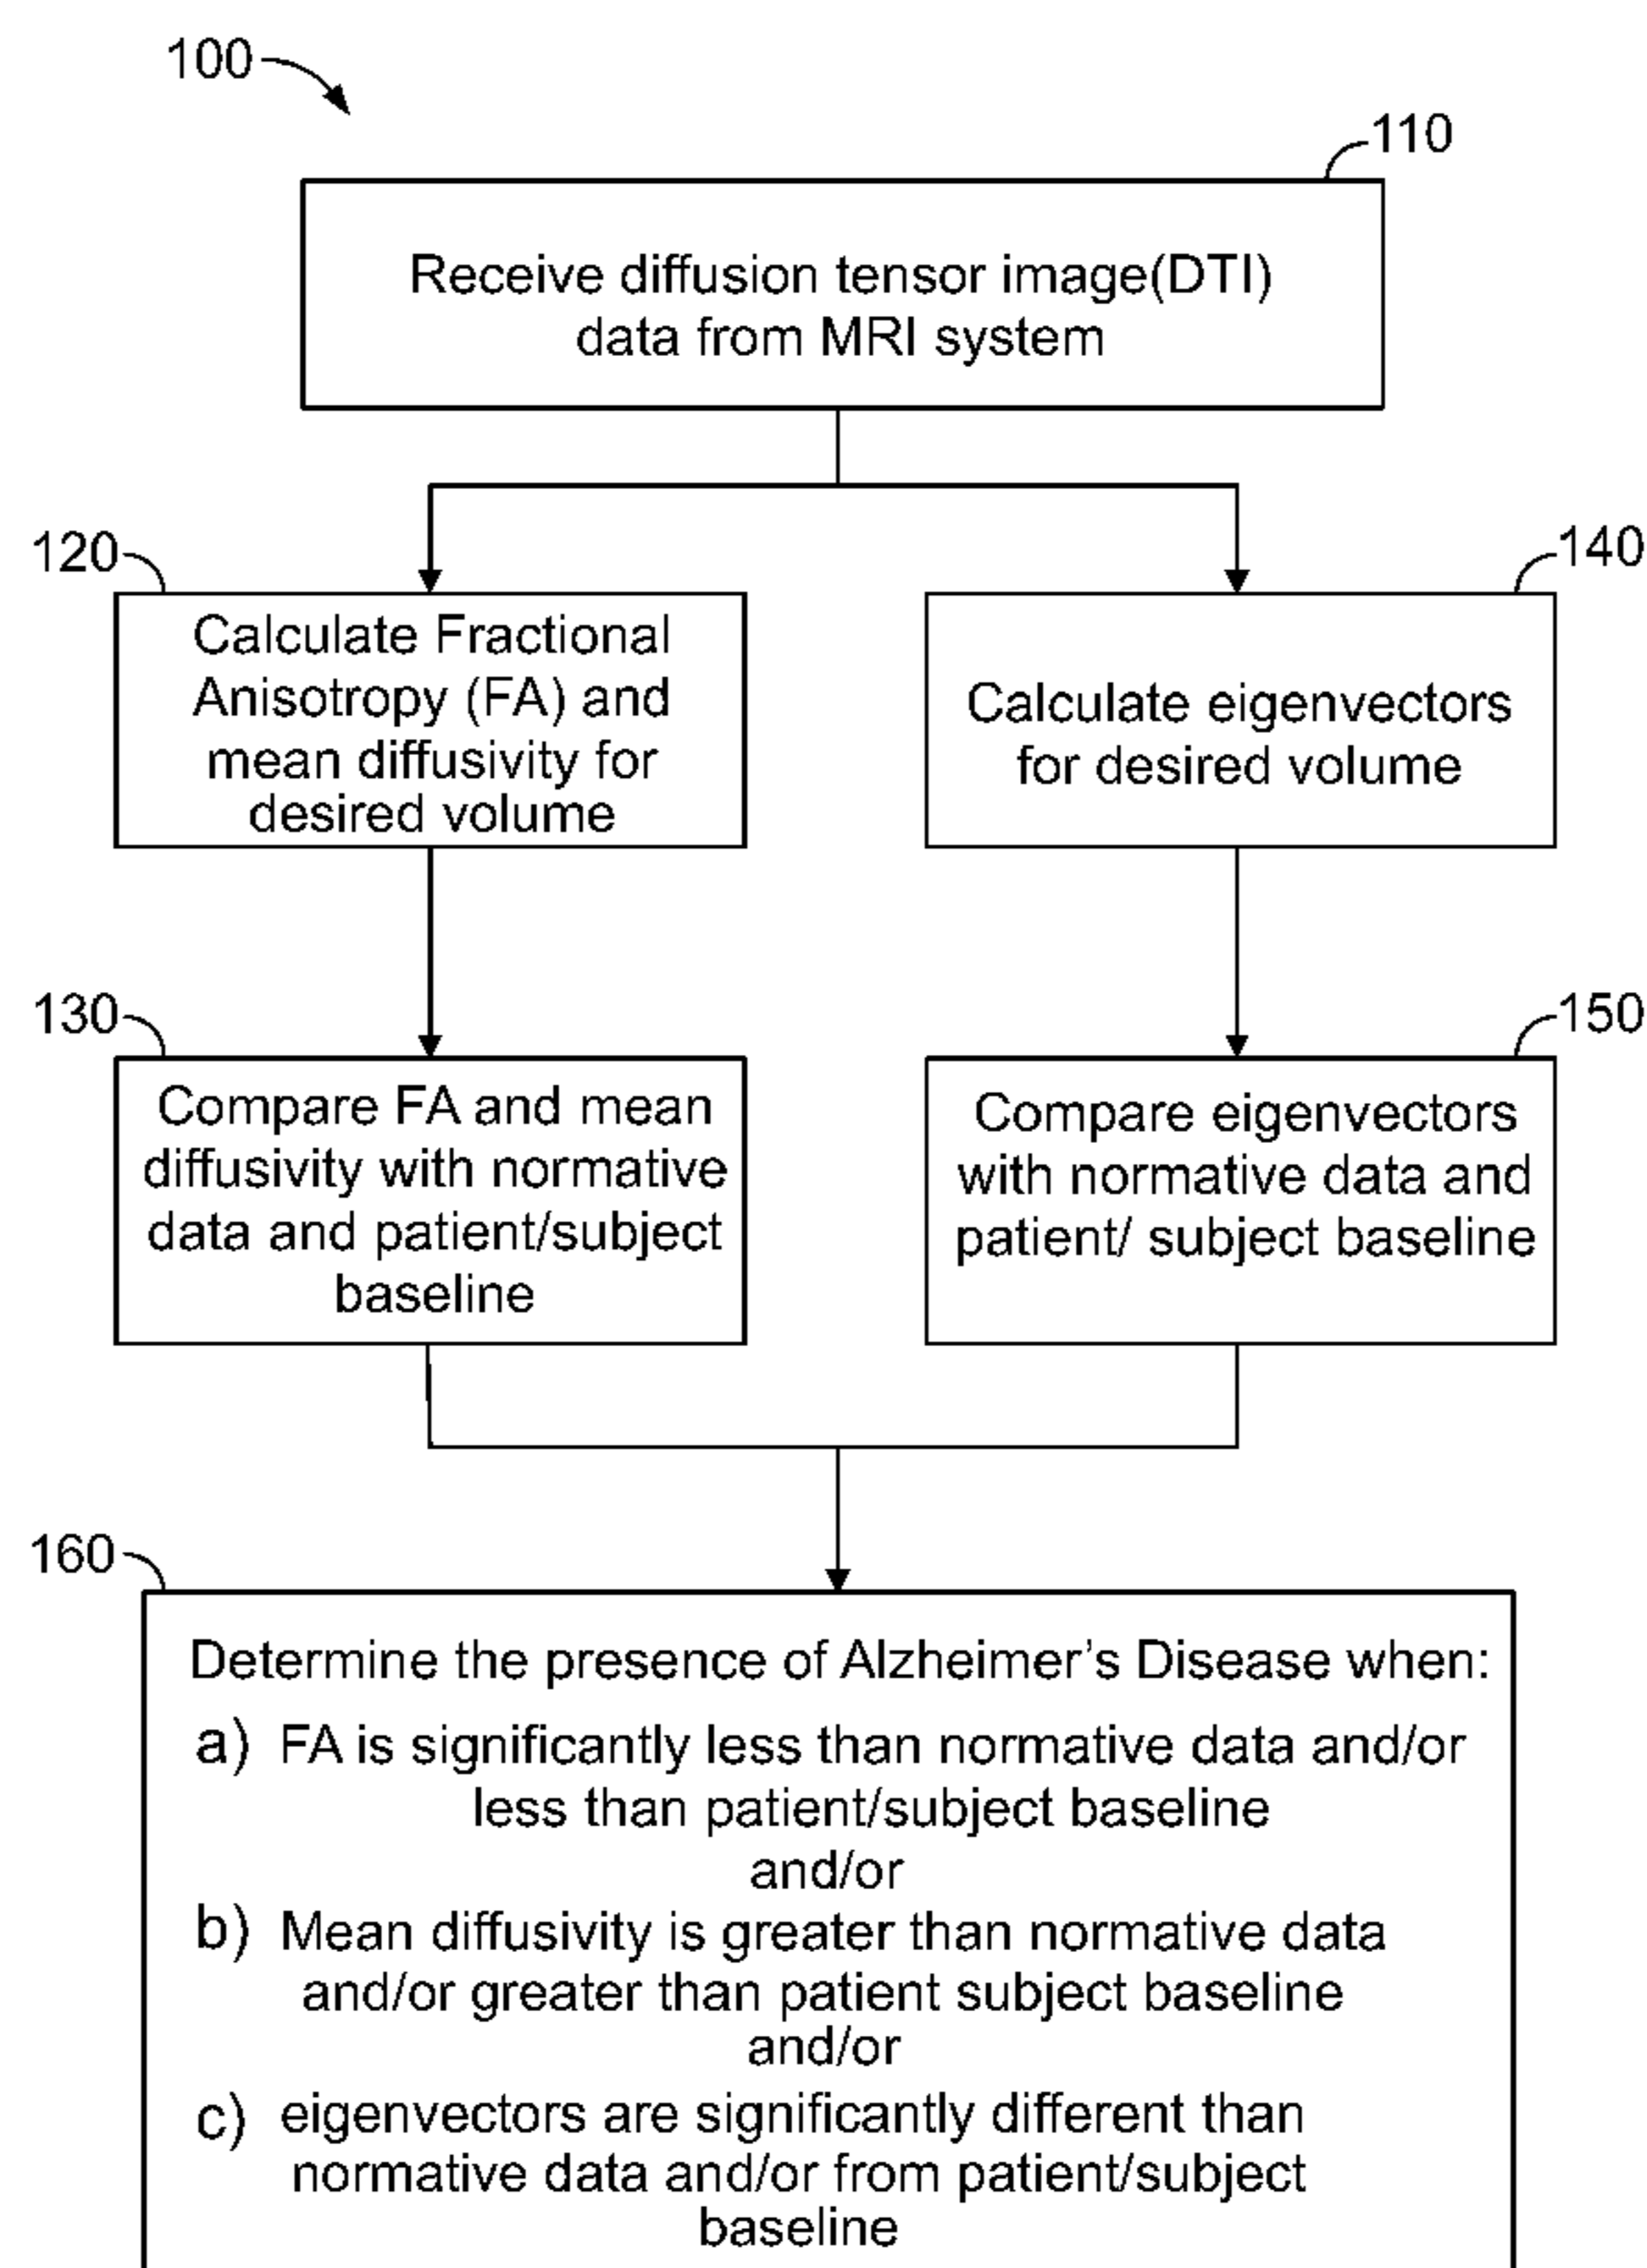 100
110
Receive diffusion tensor image(DTI)
data from MRI system
120
Calculate Fractional
Anisotropy (FA) and
mean diffusivity for
desired volume
140
Calculate eigenvectors
for desired volume
130
Compare FA and mean
diffusivity with normative
data and patient/subject
baseline
150
Compare eigenvectors
with normative data and
patient/ subject baseline
160
Determine the presence of Alzheimer's Disease when:
a) FA is significantly less than normative data and/or
less than patient/subject baseline
and/or
b) Mean diffusivity is greater than normative data
and/or greater than patient subject baseline
and/or
c) eigenvectors are significantly different than
normative data and/or from patient/subject
baseline